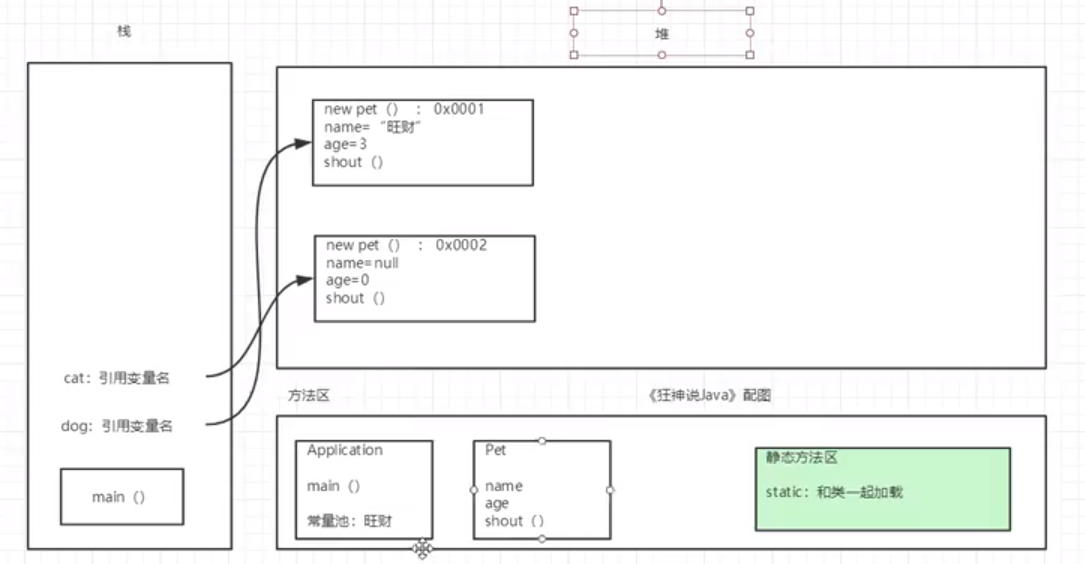 栈
堆
new pet（） ： 0x0001
name= “旺财”
age=3
shout（）
new pet（） ： 0x0002
name=null
age=0
shout（）
cat：引用变量名
dog：引用变量名
main（）
方法区
《狂神说Java》配图
Application
main（）
常量池：旺财
Pet
name
age
shout（）
静态方法区
static：和类一起加载